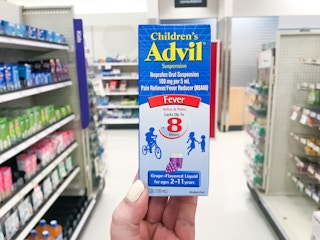 Children's
Advil
SUSPENSION
Ibuprofen Oral Suspension
100 mg per 5 mL
Pain Reliever/Fever Reducer (NSAID)
Fever
Lasts Up To
8
Hours
Grape-Flavored Liquid
for ages 2-11 years